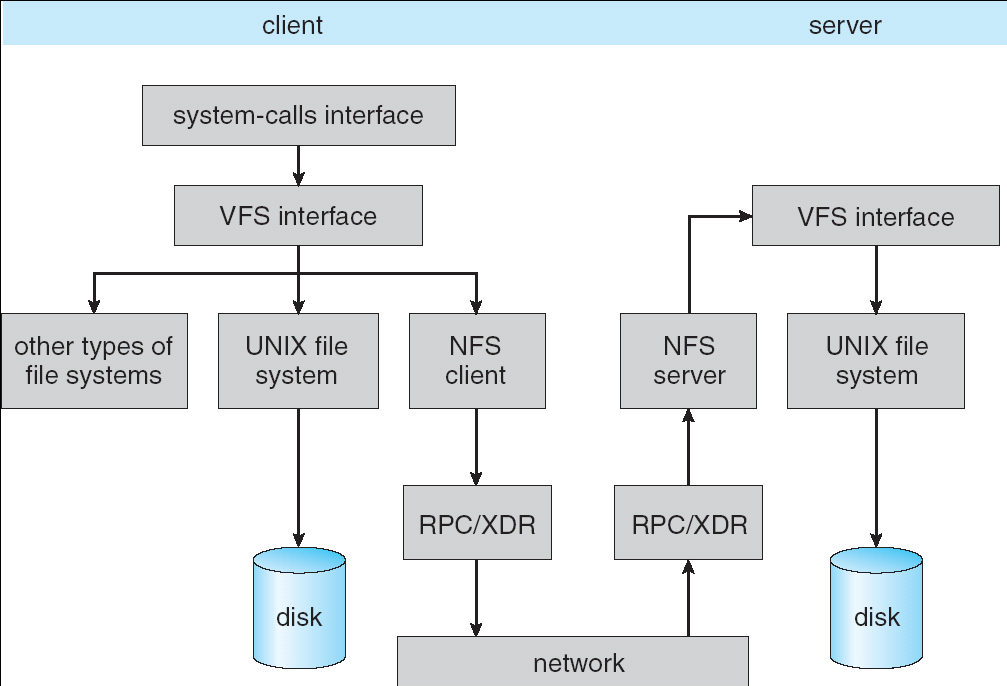 client
server
system-calls interface
VFS interface
VFS interface
other types of
file systems
UNIX file
system
NFS
client
NFS
server
UNIX file
system
RPC/XDR
RPC/XDR
disk
disk
network